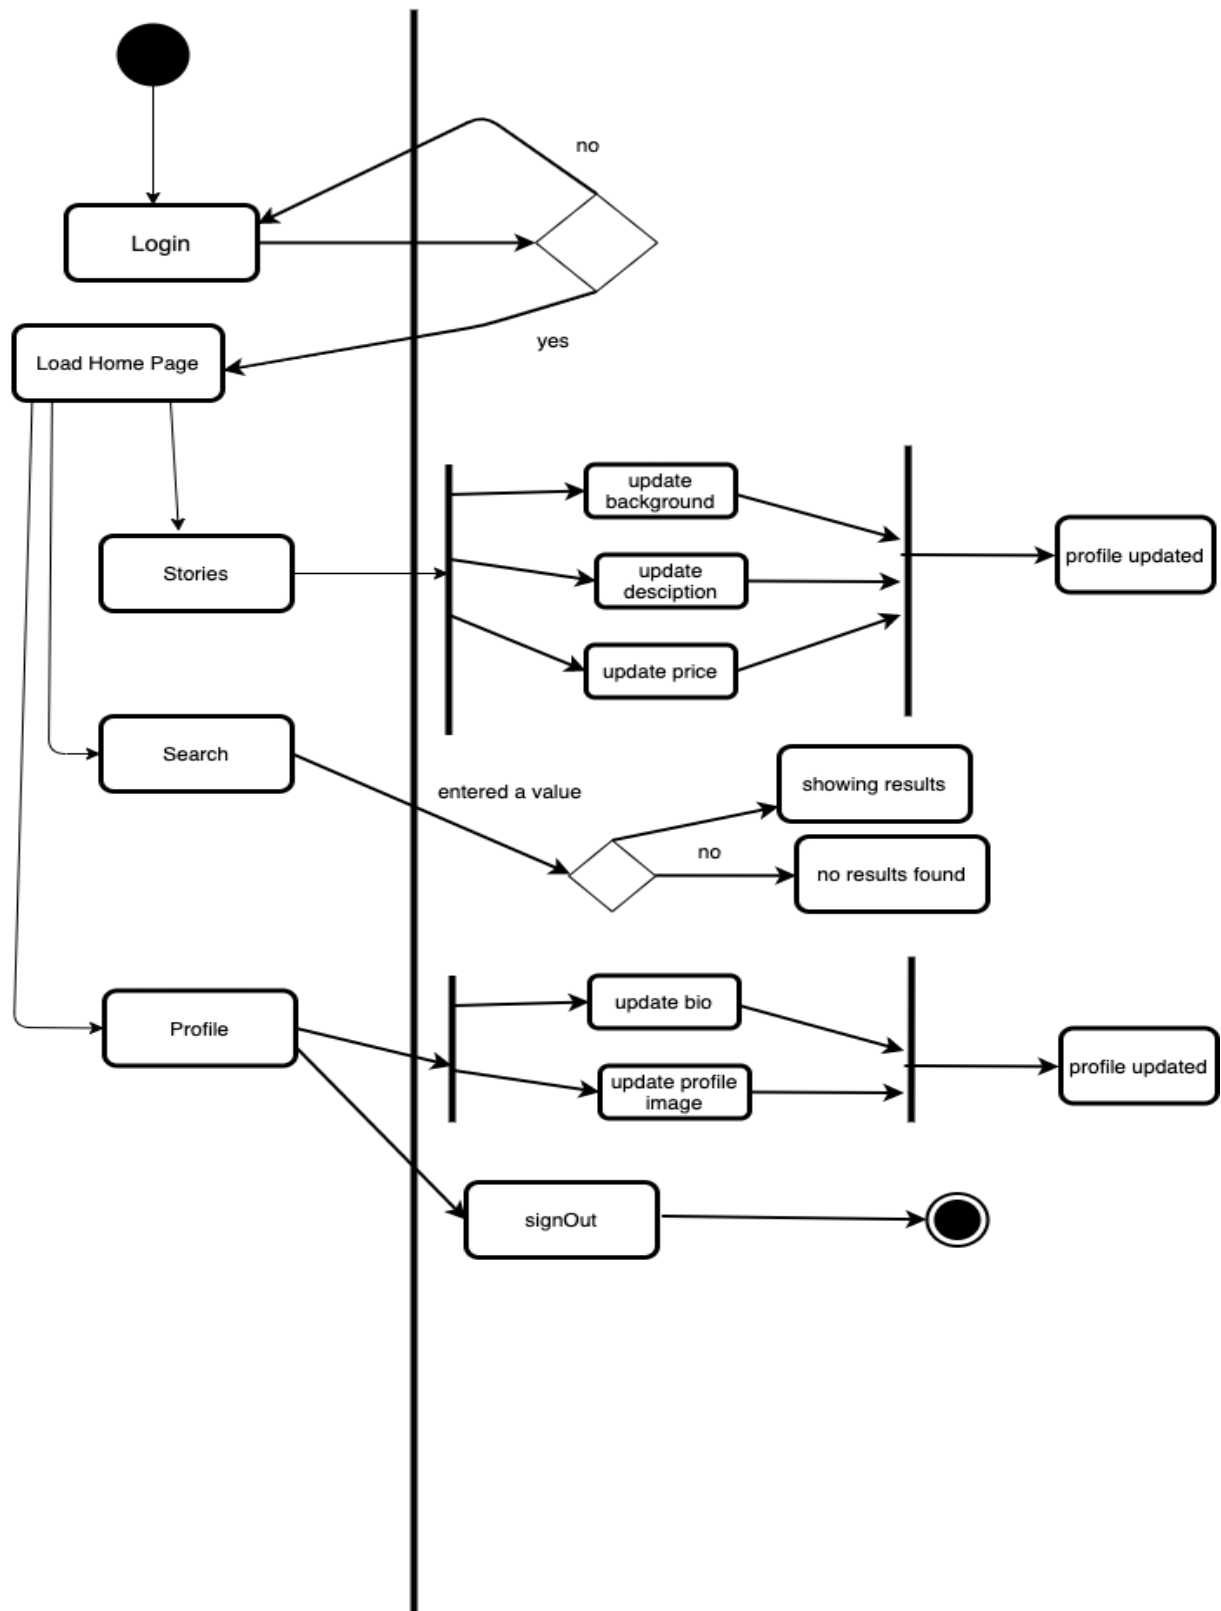 no
Login
yes
Load Home Page
update
background
profile updated
Stories
update
desciption
update price
Search
entered a value
showing results
no
no results found
update bio
Profile
profile updated
update profile
image
signOut